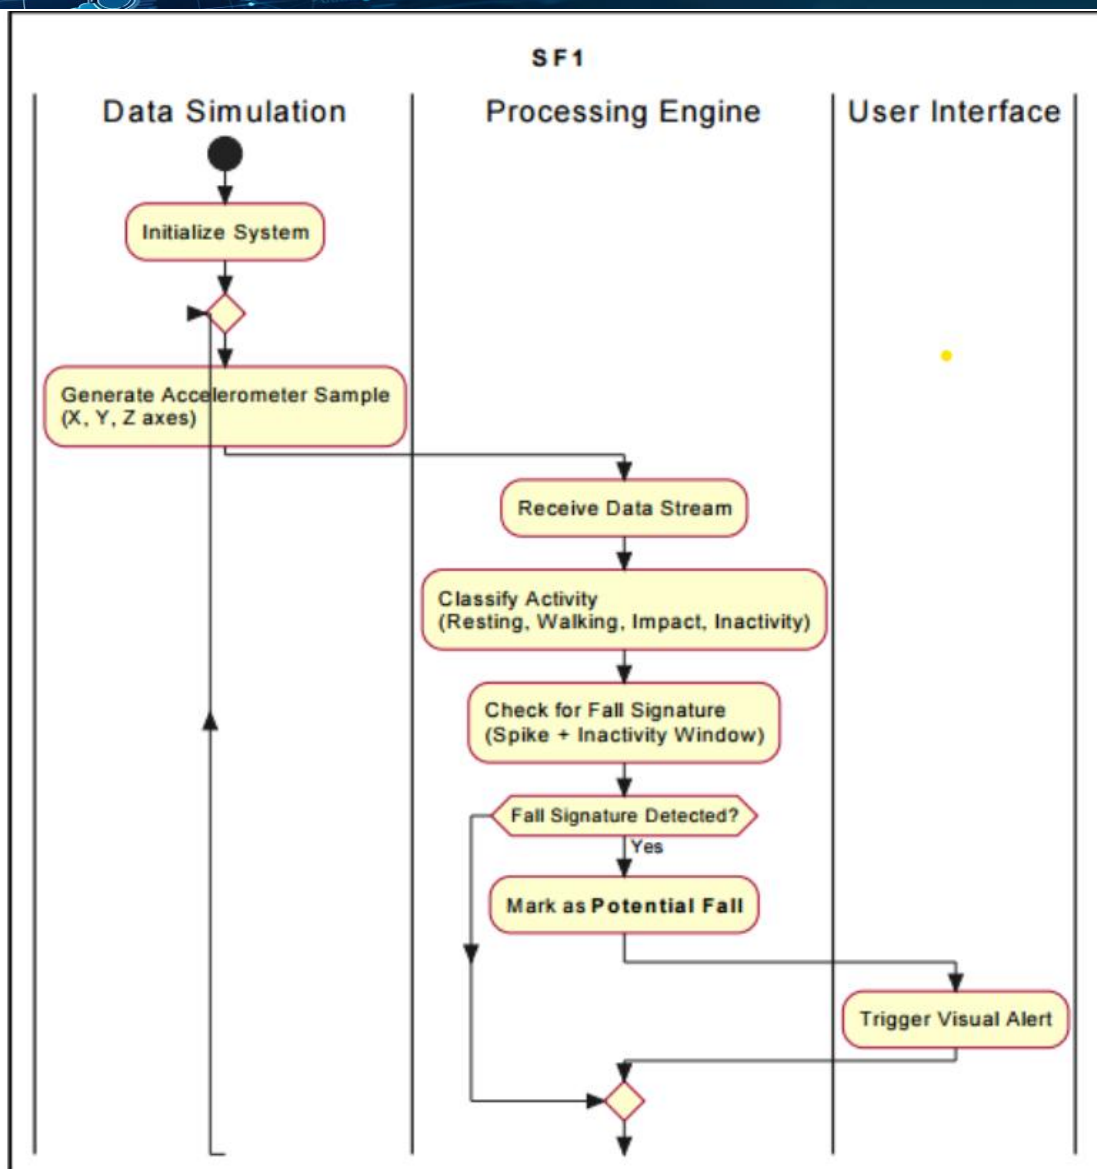 SF1
Data Simulation
Processing Engine
User Interface
Initialize System
Generate Accelerometer Sample
(X, Y, Z axes)
Receive Data Stream
Classify Activity
(Resting, Walking, Impact, Inactivity)
Check for Fall Signature
(Spike + Inactivity Window)
Fall Signature Detected?
Yes
Mark as Potential Fall
Trigger Visual Alert